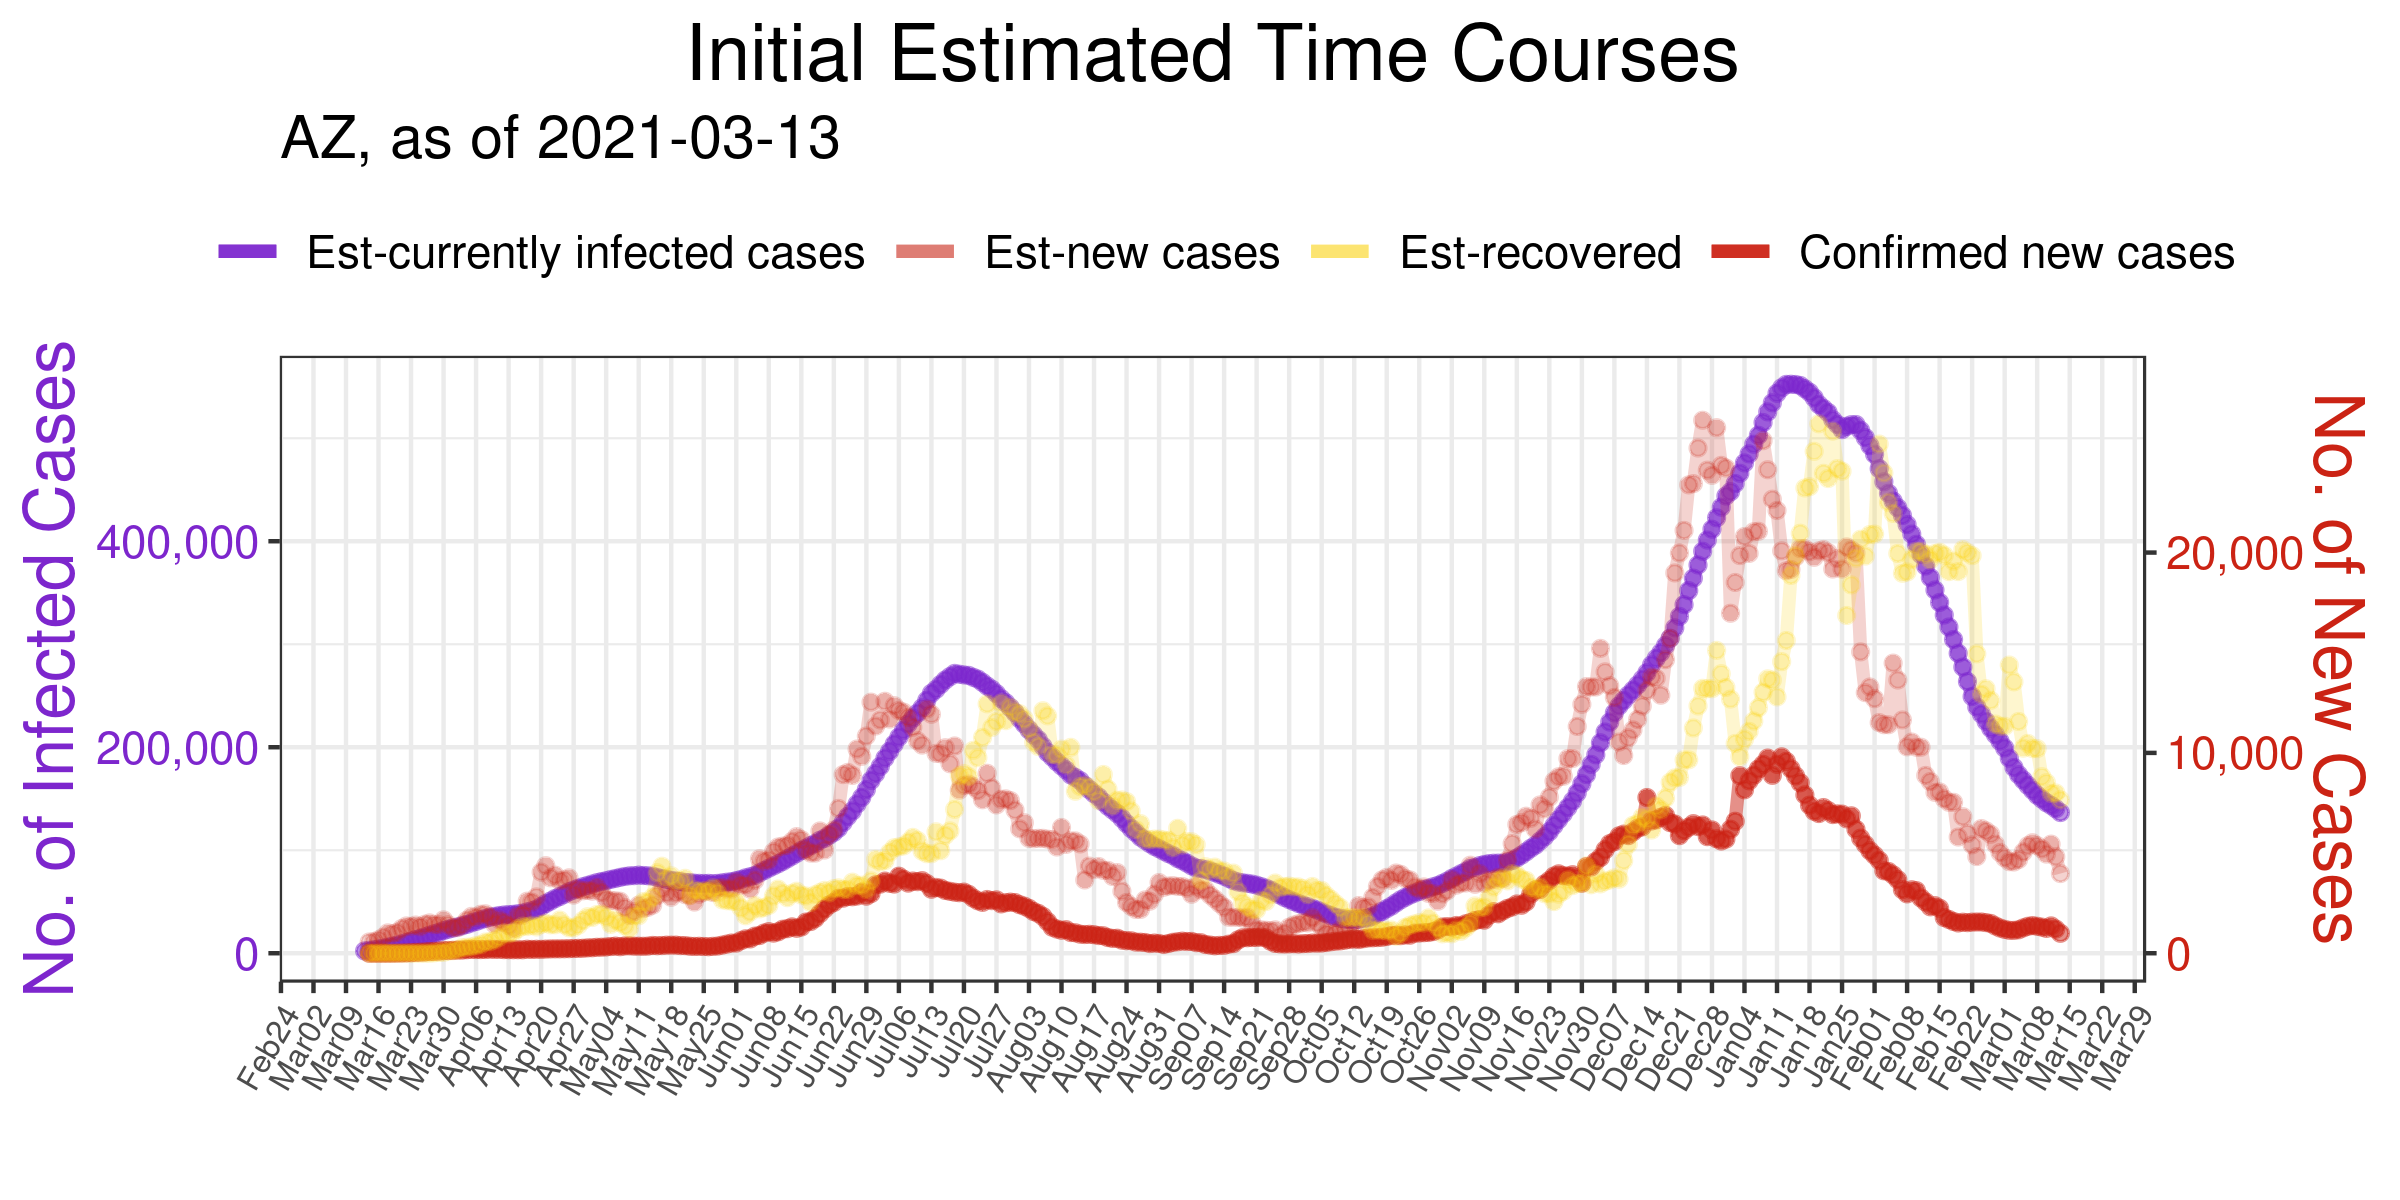 Initial Estimated Time Courses
AZ, as of 2021-03-13
Est-currently infected cases Est-new cases Est-recovered Confirmed new cases
No. of Infected Cases
400,000
200,000
0
20,000
10,000
0
No. of New Cases
Feb24 Mar02 Mar09 Mar16 Mar23 Mar30 Apr06 Apr13 Apr20 Apr27 May04 May11 May18 May25 Jun01 Jun08 Jun15 Jun22 Jun29 Jul06 Jul13 Jul20 Jul27 Aug03 Aug10 Aug17 Aug24 Aug31 Sep07 Sep14 Sep21 Sep28 Oct05 Oct12 Oct19 Oct26 Nov02 Nov09 Nov16 Nov23 Nov30 Dec07 Dec14 Dec21 Dec28 Jan04 Jan11 Jan18 Jan25 Feb01 Feb08 Feb15 Feb22 Mar01 Mar08 Mar15 Mar22 Mar29